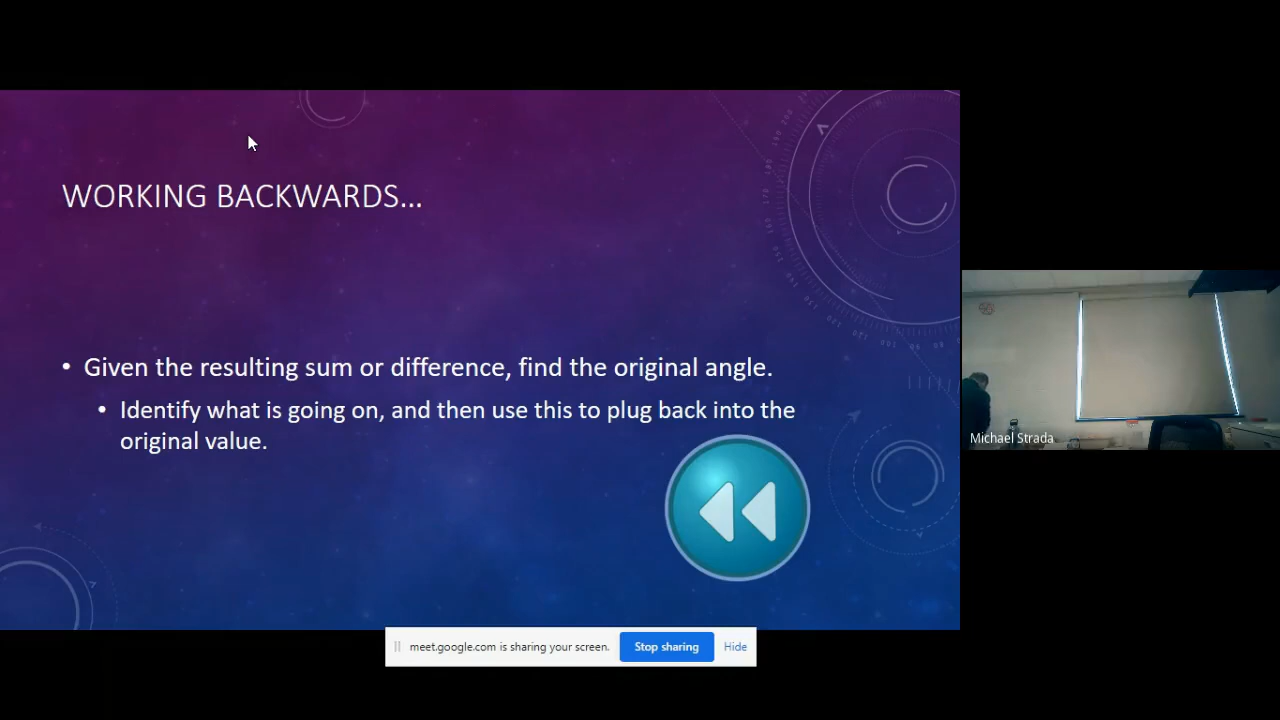 WORKING BACKWARDS...
• Given the resulting sum or difference, find the original angle.
• Identify what is going on, and then use this to plug back into the
original value.
Michael Strada
meet.google.com is sharing your screen.
Stop sharing
Hide